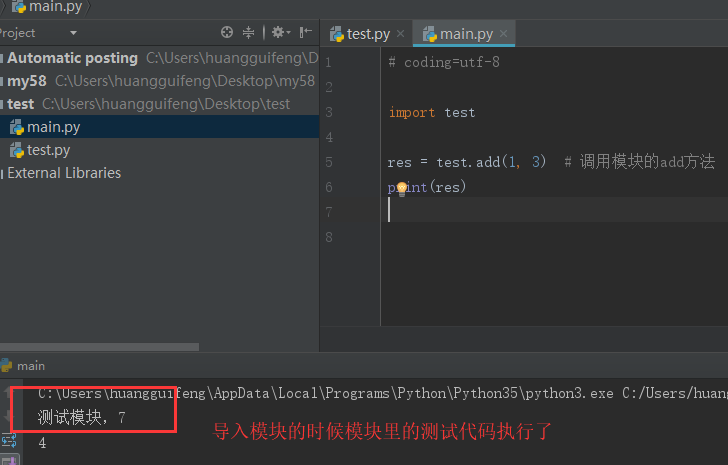 main.py
Project
Automatic posting C:\Users\huangguifeng\D
my58 C:\Users\huangguifeng\Desktop\my58
test C:\Users\huangguifeng\Desktop\test
main.py
test.py
External Libraries
test.py main.py
1 # coding=utf-8
2
3 import test
4
5 res = test.add(1, 3) # 调用模块的add方法
6 print(res)
7
8
main
C:\Users\huangguifeng\AppData\Local\Programs\Python\Python35\python3.exe C:/Users/huang
测试模块，7
4
导入模块的时候模块里的测试代码执行了